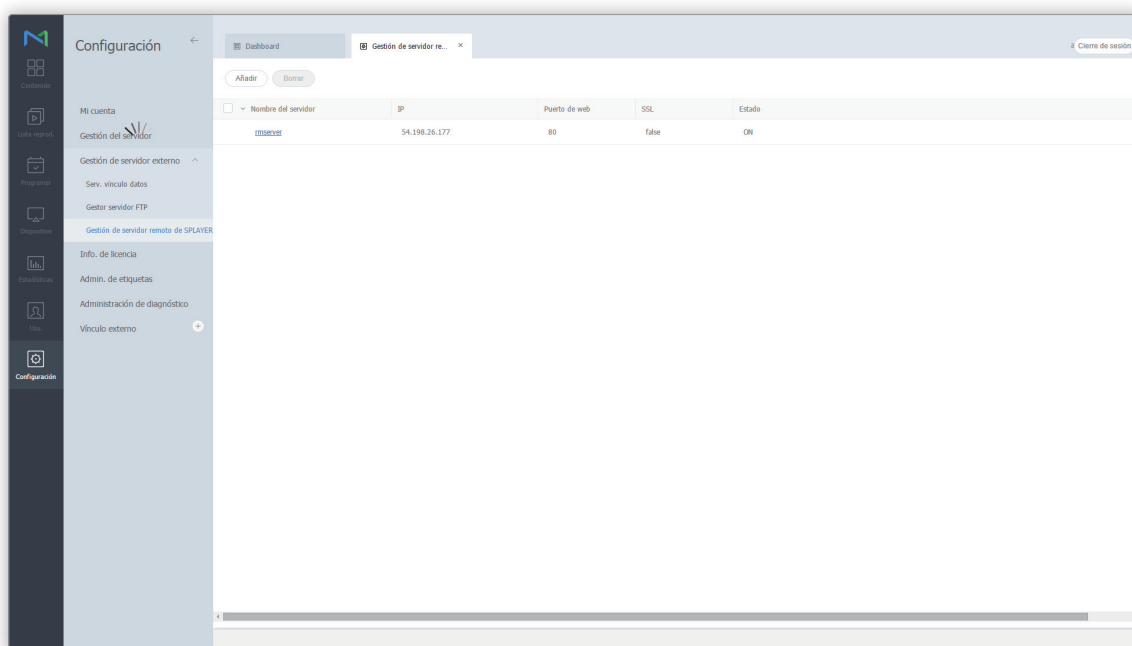 Configuración
←
Contenido
Lista reprod.
Programar
Dispositivo
Estadísticas
Configuración
Mi cuenta
Gestión del servidor
Gestión de servidor externo
Serv. vínculo datos
Gestor servidor FTP
Gestión de servidor remoto de SPLAYER
Info. de licencia
Admin. de etiquetas
Administración de diagnóstico
Vínculo externo +
Dashboard
Gestión de servidor re... ×
Cierre de sesión
Añadir Borrar
Nombre del servidor IP Puerto de web SSL Estado
rmserver 54.198.26.177 80 false ON